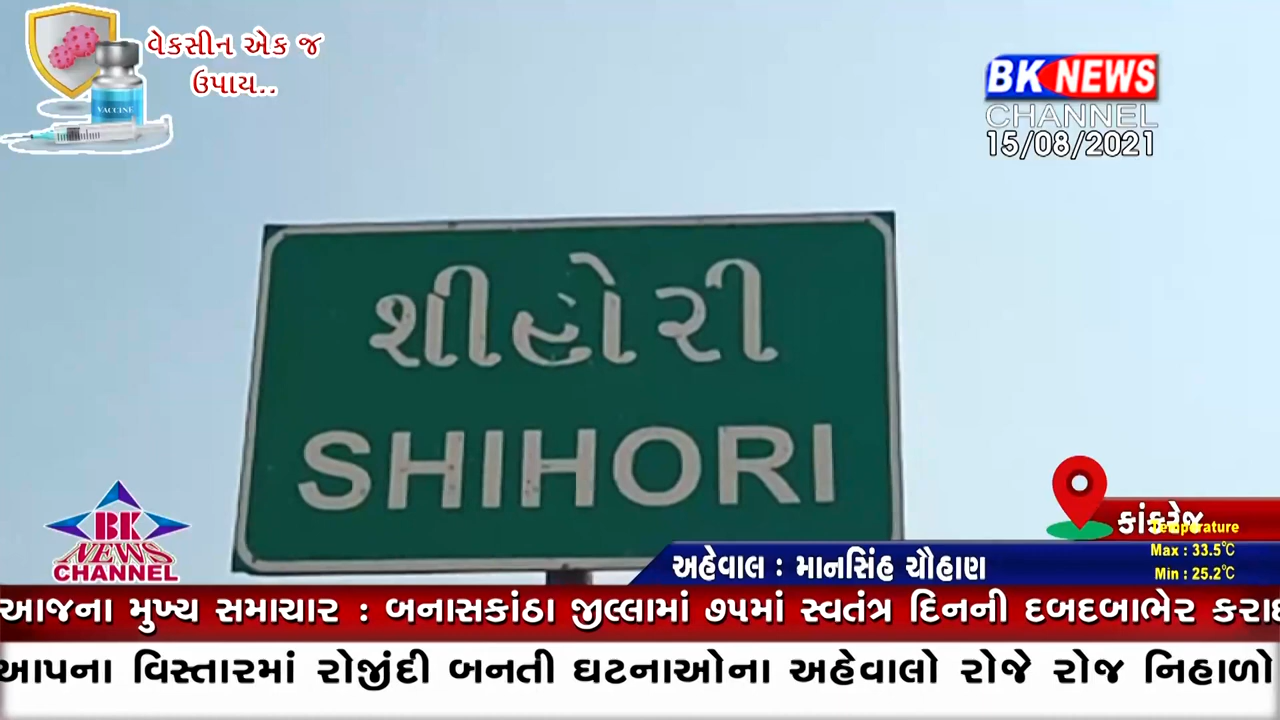 વેકસીન એક જ
ઉપાય..
VACCINE
BK NEWS
CHANNEL
15/08/2021
શીહોરી
SHIHORI
કાંકરેજ
Temperature
Max : 33.5℃
Min : 25.2℃
BK
NEWS
CHANNEL
અહેવાલ : માનસિંહ ચૌહાણ
આજના મુખ્ય સમાચાર : બનાસકાંઠા જીલ્લામાં ૭૫માં સ્વતંત્ર દિનની દબદબાભેર
આપના વિસ્તારમાં રોજીંદી બનતી ઘટનાઓના અહેવાલો રોજે રોજ નિહાળો